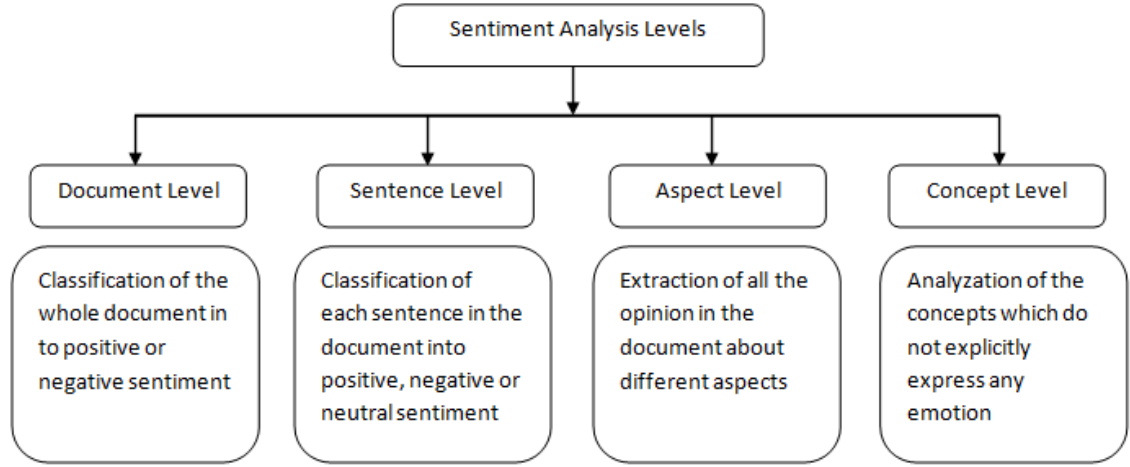 Sentiment Analysis Levels
Document Level
Sentence Level
Aspect Level
Concept Level
Classification of the
whole document in
to positive or
negative sentiment
Classification of
each sentence in the
document into
positive, negative or
neutral sentiment
Extraction of all the
opinion in the
document about
different aspects
Analyzation of the
concepts which do
not explicitly
express any
emotion